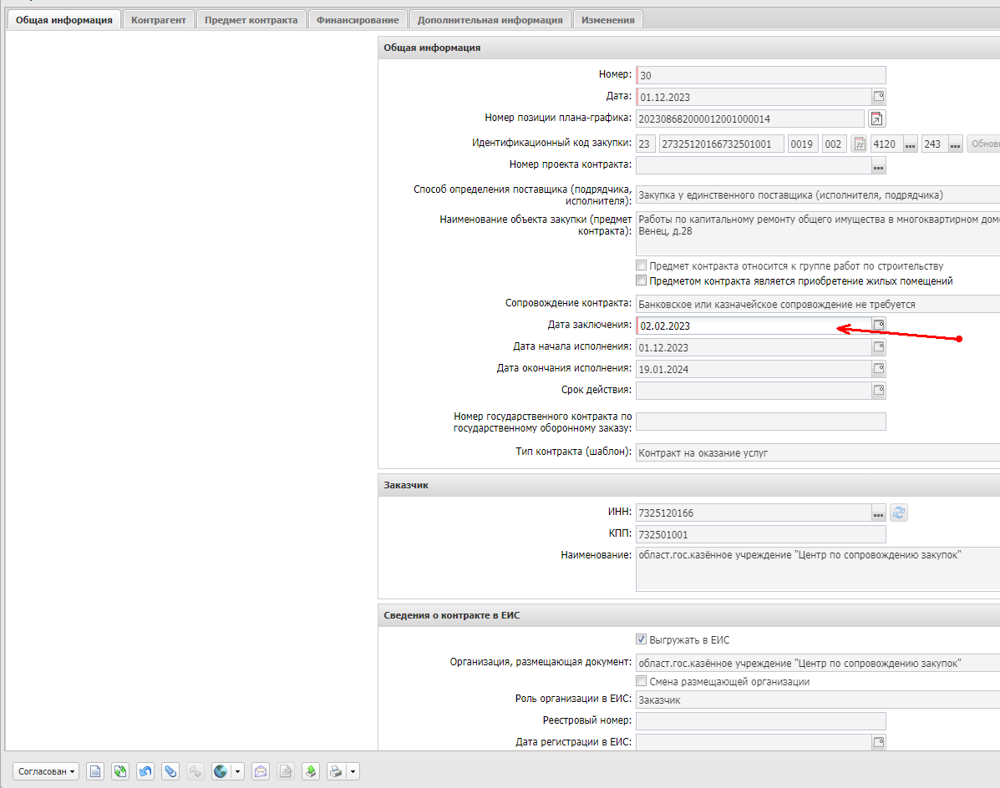 Общая информация Контрагент Предмет контракта Финансирование Дополнительная информация Изменения
Общая информация
Номер: 30
Дата: 01.12.2023
Номер позиции плана-графика: 202308682000012001000014
Идентификационный код закупки: 23 27325120166732501001 0019 002 # 4120 ... 243 ... Обнов
Номер проекта контракта: ...
Способ определения поставщика (подрядчика,
исполнителя): Закупка у единственного поставщика (исполнителя, подрядчика)
Наименование объекта закупки (предмет
контракта): Работы по капитальному ремонту общего имущества в многоквартирном дом
Венец, д.28
Предмет контракта относится к группе работ по строительству
Предметом контракта является приобретение жилых помещений
Сопровождение контракта: Банковское или казначейское сопровождение не требуется
Дата заключения: 02.02.2023
Дата начала исполнения: 01.12.2023
Дата окончания исполнения: 19.01.2024
Срок действия:
Номер государственного контракта по
государственному оборонному заказу:
Тип контракта (шаблон): Контракт на оказание услуг
Заказчик
ИНН: 7325120166 ...
КПП: 732501001
Наименование: област.гос.казённое учреждение "Центр по сопровождению закупок"
Сведения о контракте в ЕИС
Выгружать в ЕИС
Организация, размещающая документ: област.гос.казённое учреждение "Центр по сопровождению закупок"
Смена размещающей организации
Роль организации в ЕИС: Заказчик
Реестровый номер:
Дата регистрации в ЕИС:
Согласован